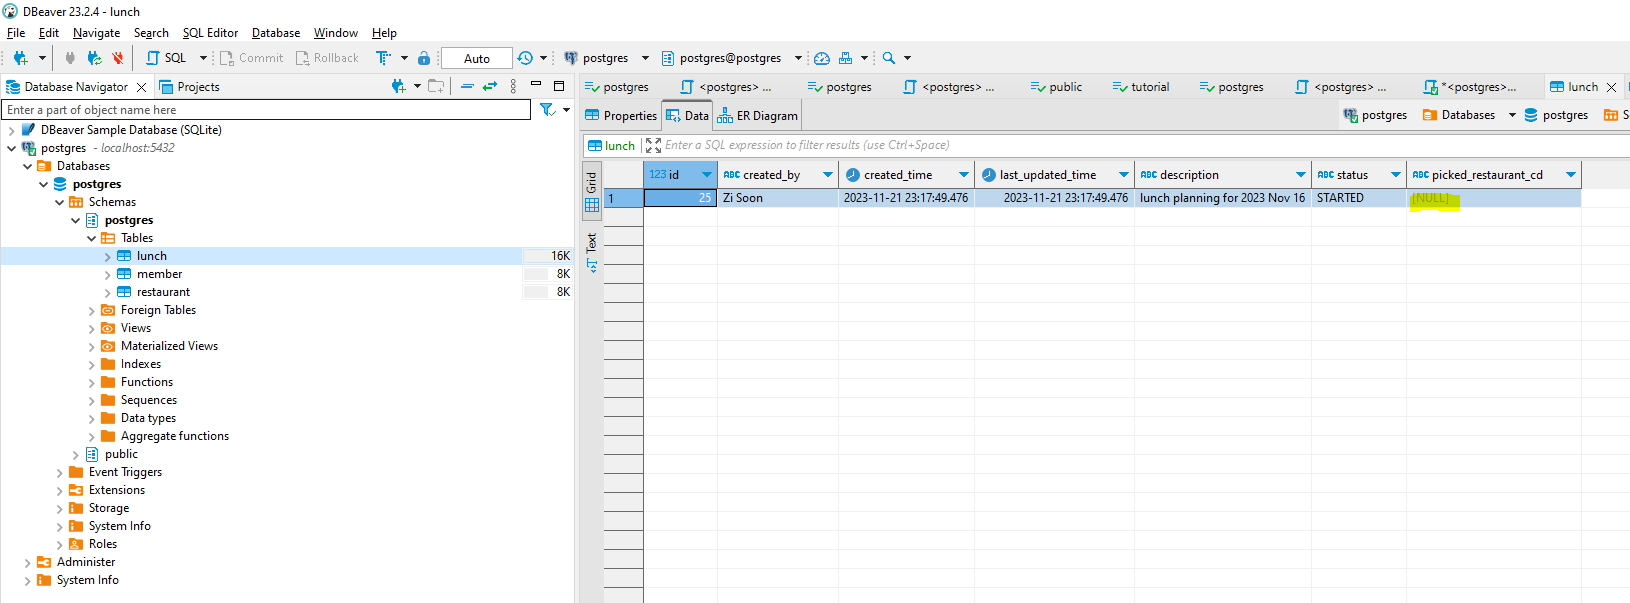 DBeaver 23.2.4 - lunch
File Edit Navigate Search SQL Editor Database Window Help
SQL Commit Rollback Auto postgres postgres@postgres
Database Navigator Projects
postgres <postgres> ... postgres <postgres> ... public tutorial postgres <postgres> ... *<postgres>... lunch
Enter a part of object name here
Properties Data ER Diagram postgres Databases postgres S
DBeaver Sample Database (SQLite)
postgres - localhost:5432
lunch Enter a SQL expression to filter results (use Ctrl+Space)
Databases
postgres
Schemas
postgres
Tables
lunch 16K
member 8K
restaurant 8K
Foreign Tables
Views
Materialized Views
Indexes
Functions
Sequences
Data types
Aggregate functions
public
Event Triggers
Extensions
Storage
System Info
Roles
Administer
System Info
Grid
Text
123 id ABC created_by created_time last_updated_time ABC description ABC status ABC picked_restaurant_cd
1 25 Zi Soon 2023-11-21 23:17:49.476 2023-11-21 23:17:49.476 lunch planning for 2023 Nov 16 STARTED [NULL]